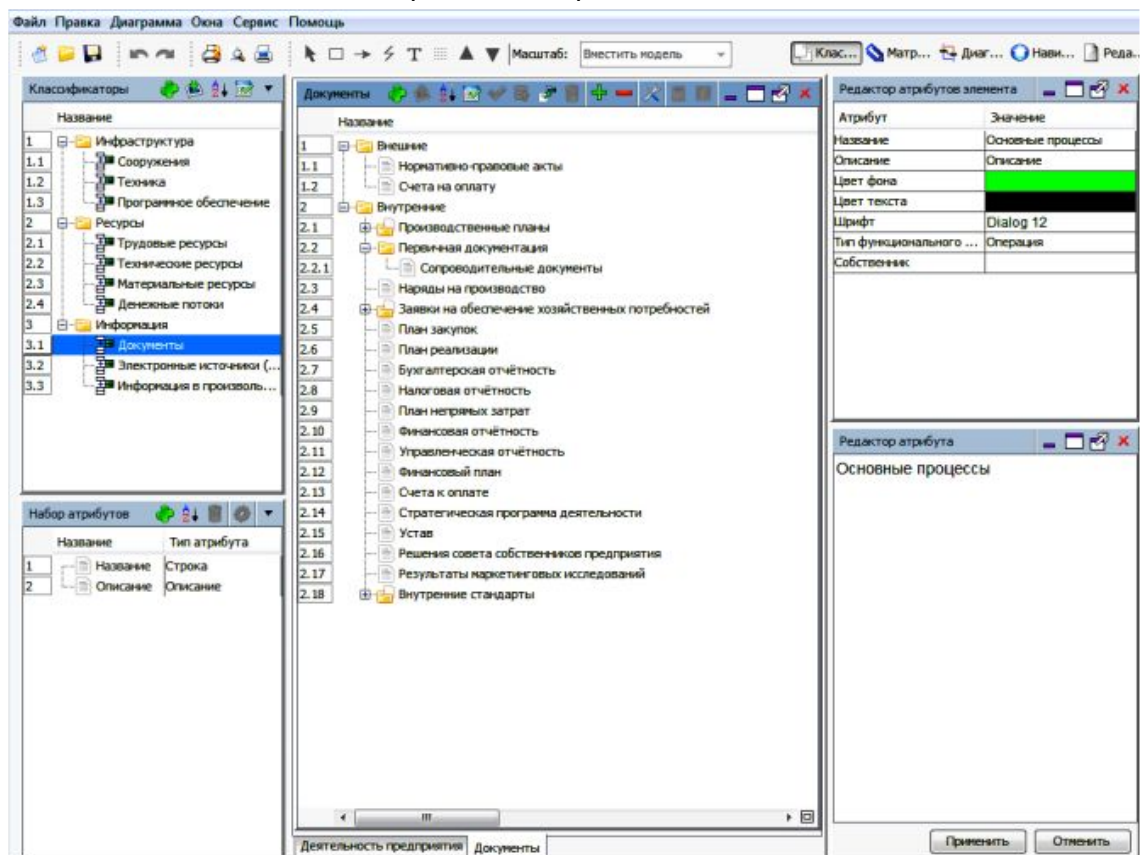 Файл Правка Диаграмма Окна Сервис Помощь
Масштаб: Вместить модель Клас... Матр... Диаг... Нави... Реда...
Классификаторы
Название
1 Инфраструктура
1.1 Сооружения
1.2 Техника
1.3 Программное обеспечение
2 Ресурсы
2.1 Трудовые ресурсы
2.2 Технические ресурсы
2.3 Материальные ресурсы
2.4 Денежные потоки
3 Информация
3.1 Документы
3.2 Электронные источники (...
3.3 Информация в произволь...
Набор атрибутов
Название Тип атрибута
1 Название Строка
2 Описание Описание
Документы
Название
1 Внешние
1.1 Нормативно-правовые акты
1.2 Счета на оплату
2 Внутренние
2.1 Производственные планы
2.2 Первичная документация
2.2.1 Сопроводительные документы
2.3 Наряды на производство
2.4 Заявки на обеспечение хозяйственных потребностей
2.5 План закупок
2.6 План реализации
2.7 Бухгалтерская отчётность
2.8 Налоговая отчётность
2.9 План непрямых затрат
2.10 Финансовая отчётность
2.11 Управленческая отчётность
2.12 Финансовый план
2.13 Счета к оплате
2.14 Стратегическая программа деятельности
2.15 Устав
2.16 Решения совета собственников предприятия
2.17 Результаты маркетинговых исследований
2.18 Внутренние стандарты
Деятельность предприятия Документы
Редактор атрибутов элемента
Атрибут Значение
Название Основные процессы
Описание Описание
Цвет фона
Цвет текста
Шрифт Dialog 12
Тип функционального ... Операция
Собственник
Редактор атрибута
Основные процессы
Применить Отменить